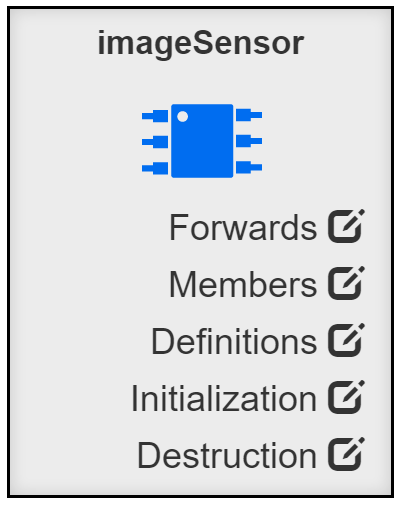 imageSensor
Forwards
Members
Definitions
Initialization
Destruction